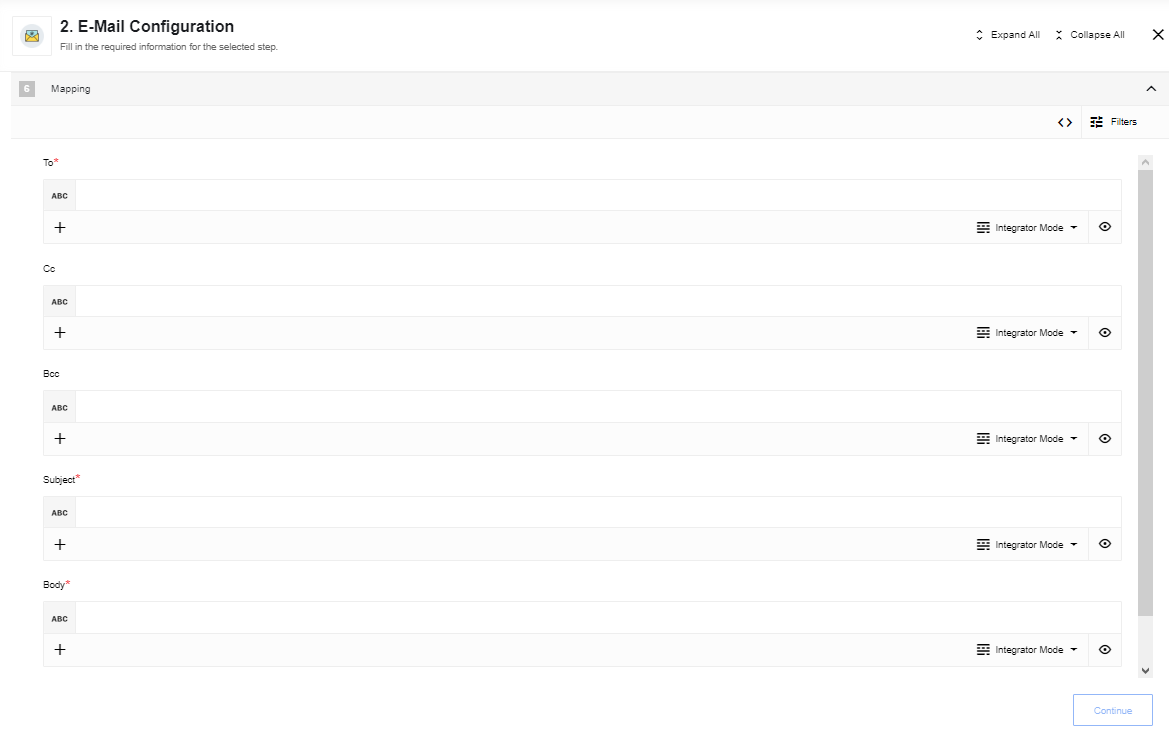 2. E-Mail Configuration
Fill in the required information for the selected step.
Expand All
Collapse All
6 Mapping
Filters
To*
ABC
Integrator Mode
Cc
ABC
Integrator Mode
Bcc
ABC
Integrator Mode
Subject*
ABC
Integrator Mode
Body*
ABC
Integrator Mode
Continue